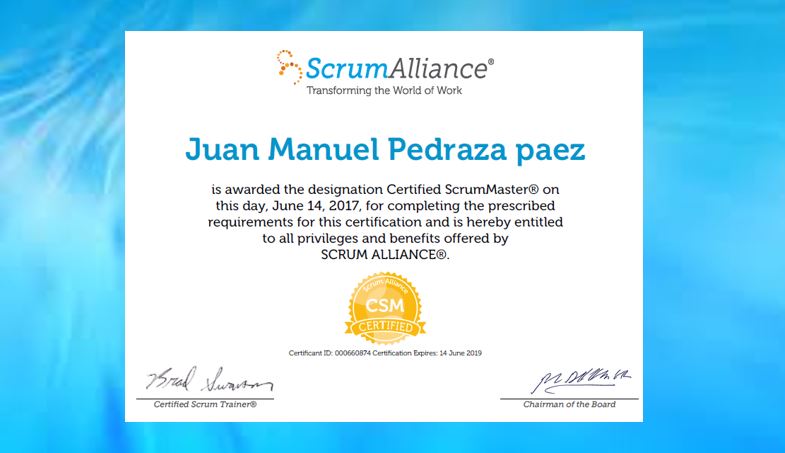 ScrumAlliance®
Transforming the World of Work
Juan Manuel Pedraza paez
is awarded the designation Certified ScrumMaster® on
this day, June 14, 2017, for completing the prescribed
requirements for this certification and is hereby entitled
to all privileges and benefits offered by
SCRUM ALLIANCE®.
Scrum Alliance
CSM
CERTIFIED
Certificant ID: 000660874 Certification Expires: 14 June 2019
Brad Swanson
Certified Scrum Trainer®
Chairman of the Board